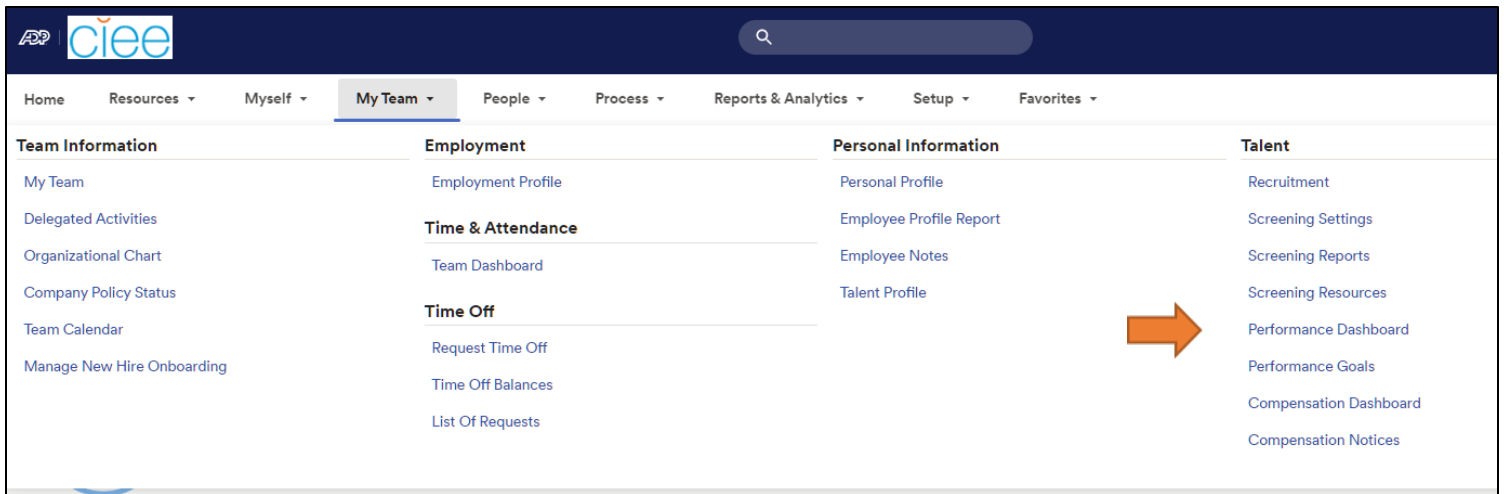 ADP ciee
Home Resources Myself My Team People Process Reports & Analytics Setup Favorites
Team Information
My Team
Delegated Activities
Organizational Chart
Company Policy Status
Team Calendar
Manage New Hire Onboarding
Employment
Employment Profile
Time & Attendance
Team Dashboard
Time Off
Request Time Off
Time Off Balances
List Of Requests
Personal Information
Personal Profile
Employee Profile Report
Employee Notes
Talent Profile
Talent
Recruitment
Screening Settings
Screening Reports
Screening Resources
Performance Dashboard
Performance Goals
Compensation Dashboard
Compensation Notices